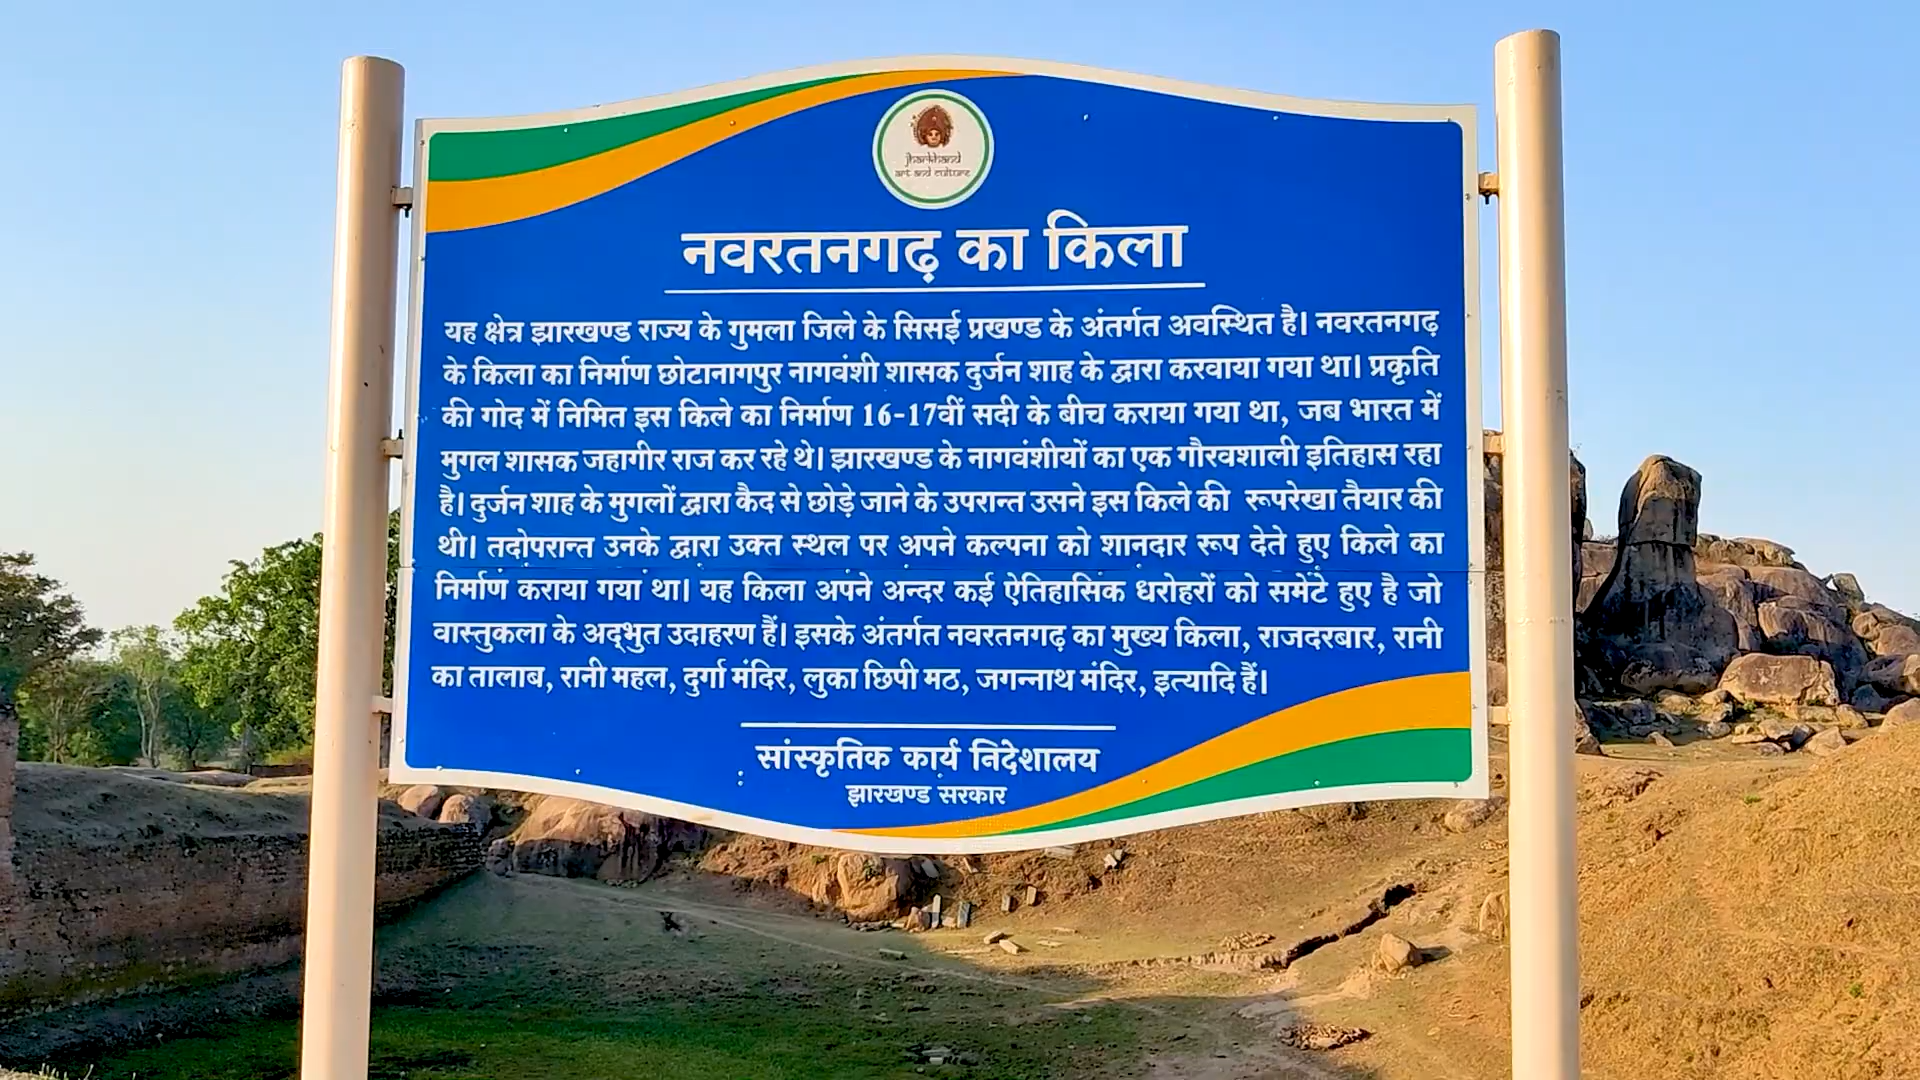 jharkhand
art and culture
नवरतनगढ़ का किला
यह क्षेत्र झारखण्ड राज्य के गुमला जिले के सिसई प्रखण्ड के अंतर्गत अवस्थित है। नवरतनगढ़
के किला का निर्माण छोटानागपुर नागवंशी शासक दुर्जन शाह के द्वारा करवाया गया था। प्रकृति
की गोद में निमित इस किले का निर्माण 16-17वीं सदी के बीच कराया गया था, जब भारत में
मुगल शासक जहागीर राज कर रहे थे। झारखण्ड के नागवंशीयों का एक गौरवशाली इतिहास रहा
है। दुर्जन शाह के मुगलों द्वारा कैद से छोड़े जाने के उपरान्त उसने इस किले की रूपरेखा तैयार की
थी। तदोपरान्त उनके द्वारा उक्त स्थल पर अपने कल्पना को शानदार रूप देते हुए किले का
निर्माण कराया गया था। यह किला अपने अन्दर कई ऐतिहासिक धरोहरों को समेटे हुए है जो
वास्तुकला के अद्‌भुत उदाहरण हैं। इसके अंतर्गत नवरतनगढ़ का मुख्य किला, राजदरबार, रानी
का तालाब, रानी महल, दुर्गा मंदिर, लुका छिपी मठ, जगन्नाथ मंदिर, इत्यादि हैं।
सांस्कृतिक कार्य निदेशालय
झारखण्ड सरकार